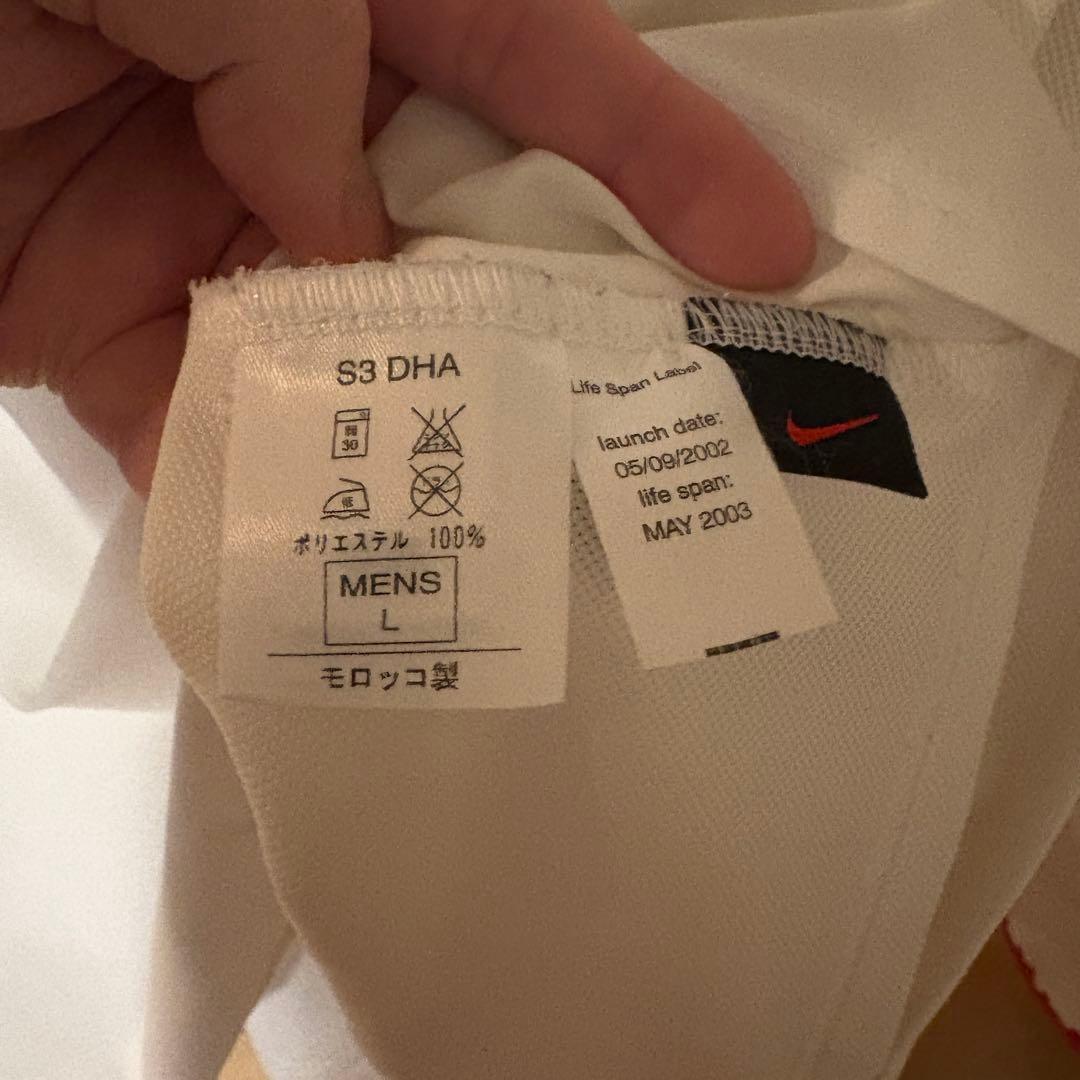 S3 DHA
弱
30
ポリエステル 100%
MENS
L
モロッコ製
Life Span Label
launch date:
05/09/2002
life span:
MAY 2003